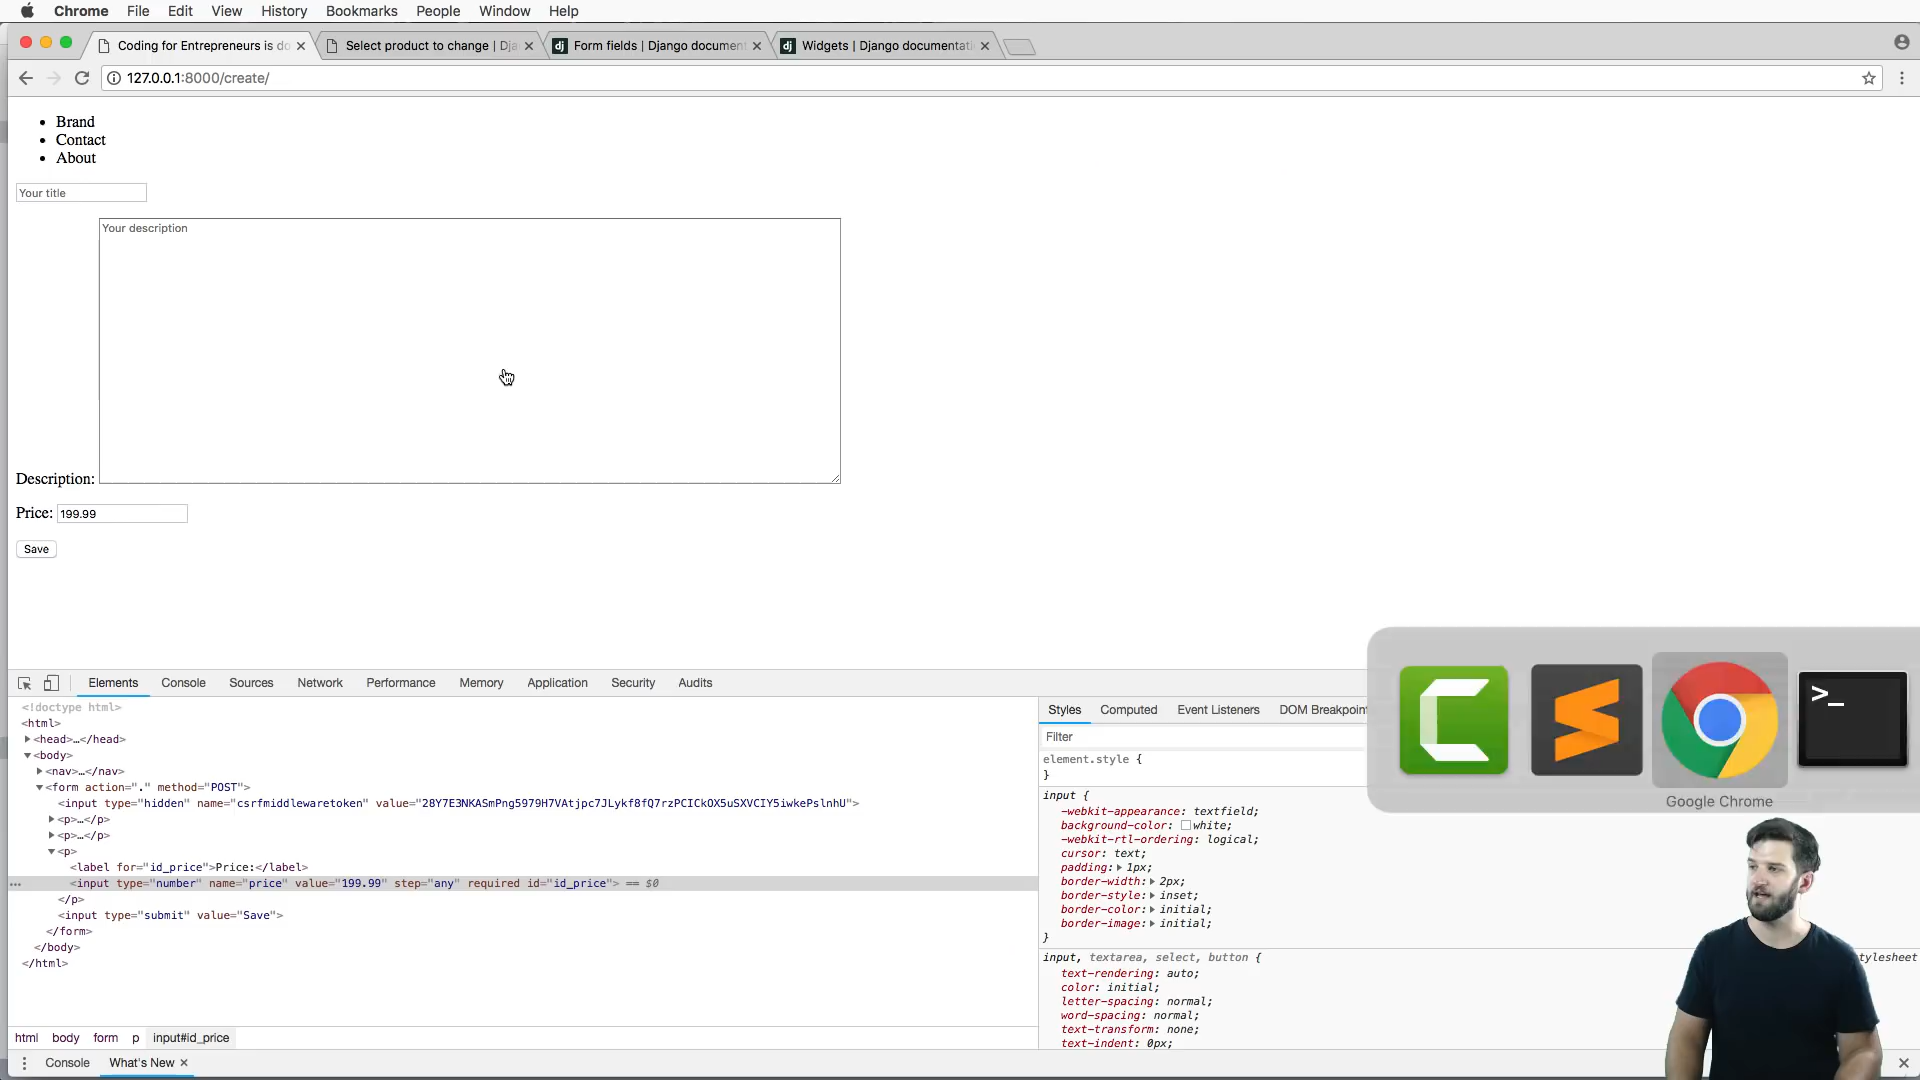 Chrome File Edit View History Bookmarks People Window Help
Coding for Entrepreneurs is do
Select product to change | Dja
dj Form fields | Django document
dj Widgets | Django documentati
127.0.0.1:8000/create/
Brand
Contact
About
Your title
Your description
Description:
Price: 199.99
Save
Elements Console Sources Network Performance Memory Application Security Audits
<!doctype html>
<html>
<head>…</head>
<body>
<nav>…</nav>
<form action="." method="POST">
<input type="hidden" name="csrfmiddlewaretoken" value="28Y7E3NKASmPng5979H7VAtjpc7JLykf8fQ7rzPCICkOX5uSXVCIY5iwkePslnhU">
<p>…</p>
<p>…</p>
<p>
<label for="id_price">Price:</label>
<input type="number" name="price" value="199.99" step="any" required id="id_price"> == $0
</p>
<input type="submit" value="Save">
</form>
</body>
</html>
html body form p input#id_price
Console What's New
Styles Computed Event Listeners DOM Breakpoin
Filter
element.style {
}
input {
-webkit-appearance: textfield;
background-color: white;
-webkit-rtl-ordering: logical;
cursor: text;
padding: 1px;
border-width: 2px;
border-style: inset;
border-color: initial;
border-image: initial;
}
input, textarea, select, button {
tylesheet
text-rendering: auto;
color: initial;
letter-spacing: normal;
word-spacing: normal;
text-transform: none;
text-indent: 0px;
>_
Google Chrome